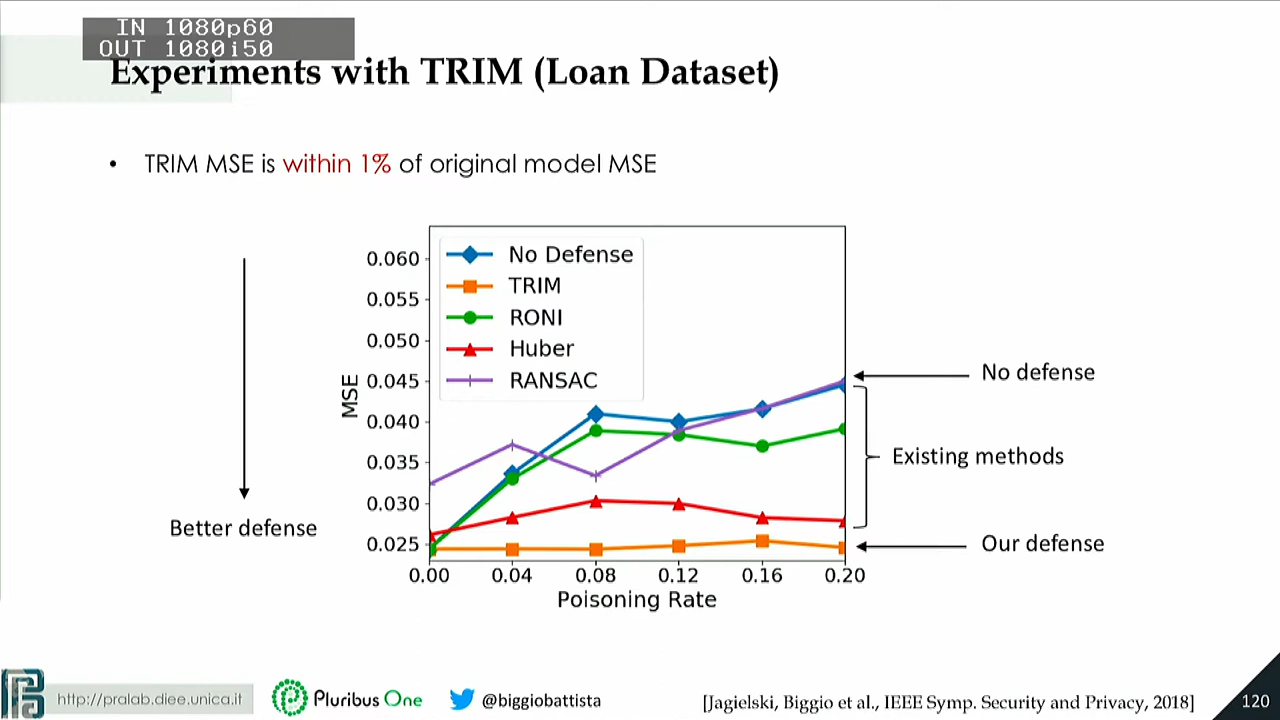 IN 1080p60
OUT 1080i50
Experiments with TRIM (Loan Dataset)
• TRIM MSE is within 1% of original model MSE
Better defense
MSE
0.060
0.055
0.050
0.045
0.040
0.035
0.030
0.025
No Defense
TRIM
RONI
Huber
RANSAC
0.00 0.04 0.08 0.12 0.16 0.20
Poisoning Rate
No defense
Existing methods
Our defense
http://pralab.diee.unica.it
Pluribus One
@biggiobattista
[Jagielski, Biggio et al., IEEE Symp. Security and Privacy, 2018]
120